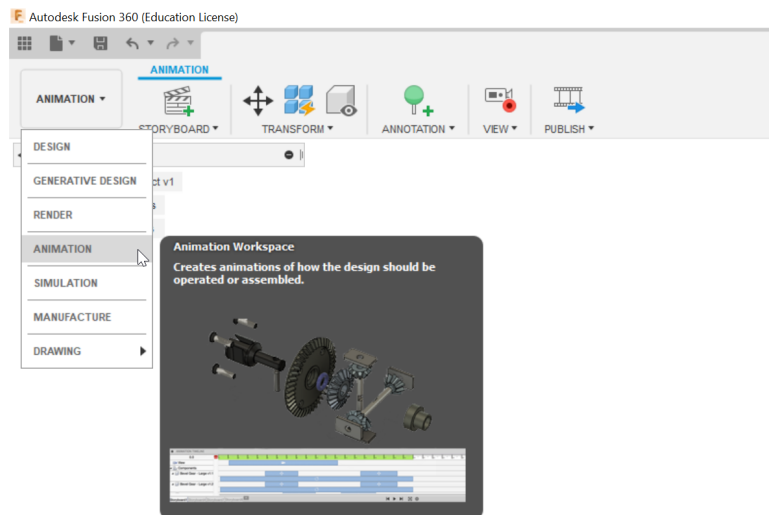 Autodesk Fusion 360 (Education License)
ANIMATION
ANIMATION
STORYBOARD
TRANSFORM
ANNOTATION
VIEW
PUBLISH
DESIGN
ct v1
GENERATIVE DESIGN
s
RENDER
ANIMATION
Animation Workspace
Creates animations of how the design should be
operated or assembled.
SIMULATION
MANUFACTURE
DRAWING